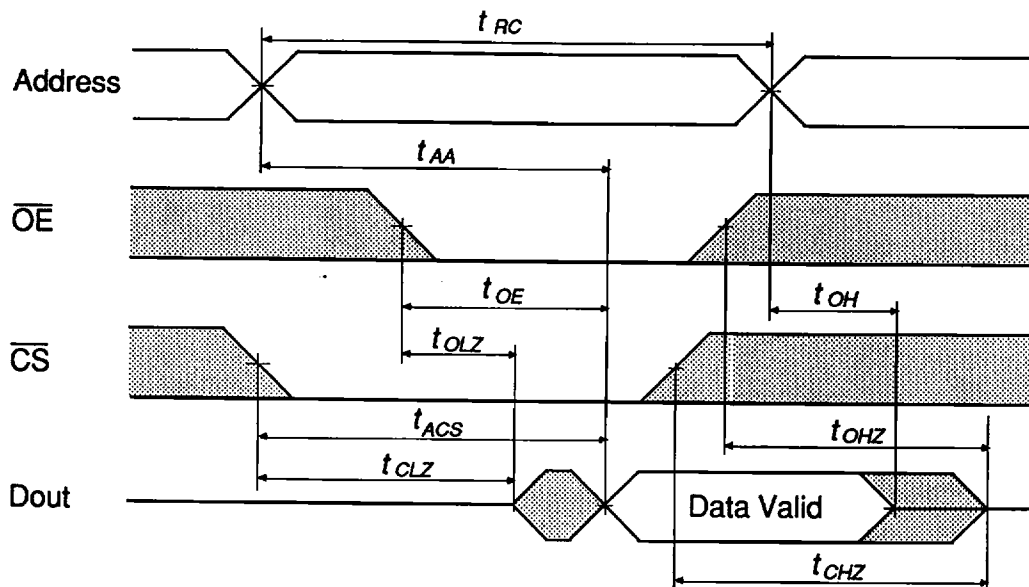 t RC
Address
t AA
OE
t OE
t OH
t OLZ
CS
t ACS
t OHZ
t CLZ
Dout
Data Valid
t CHZ